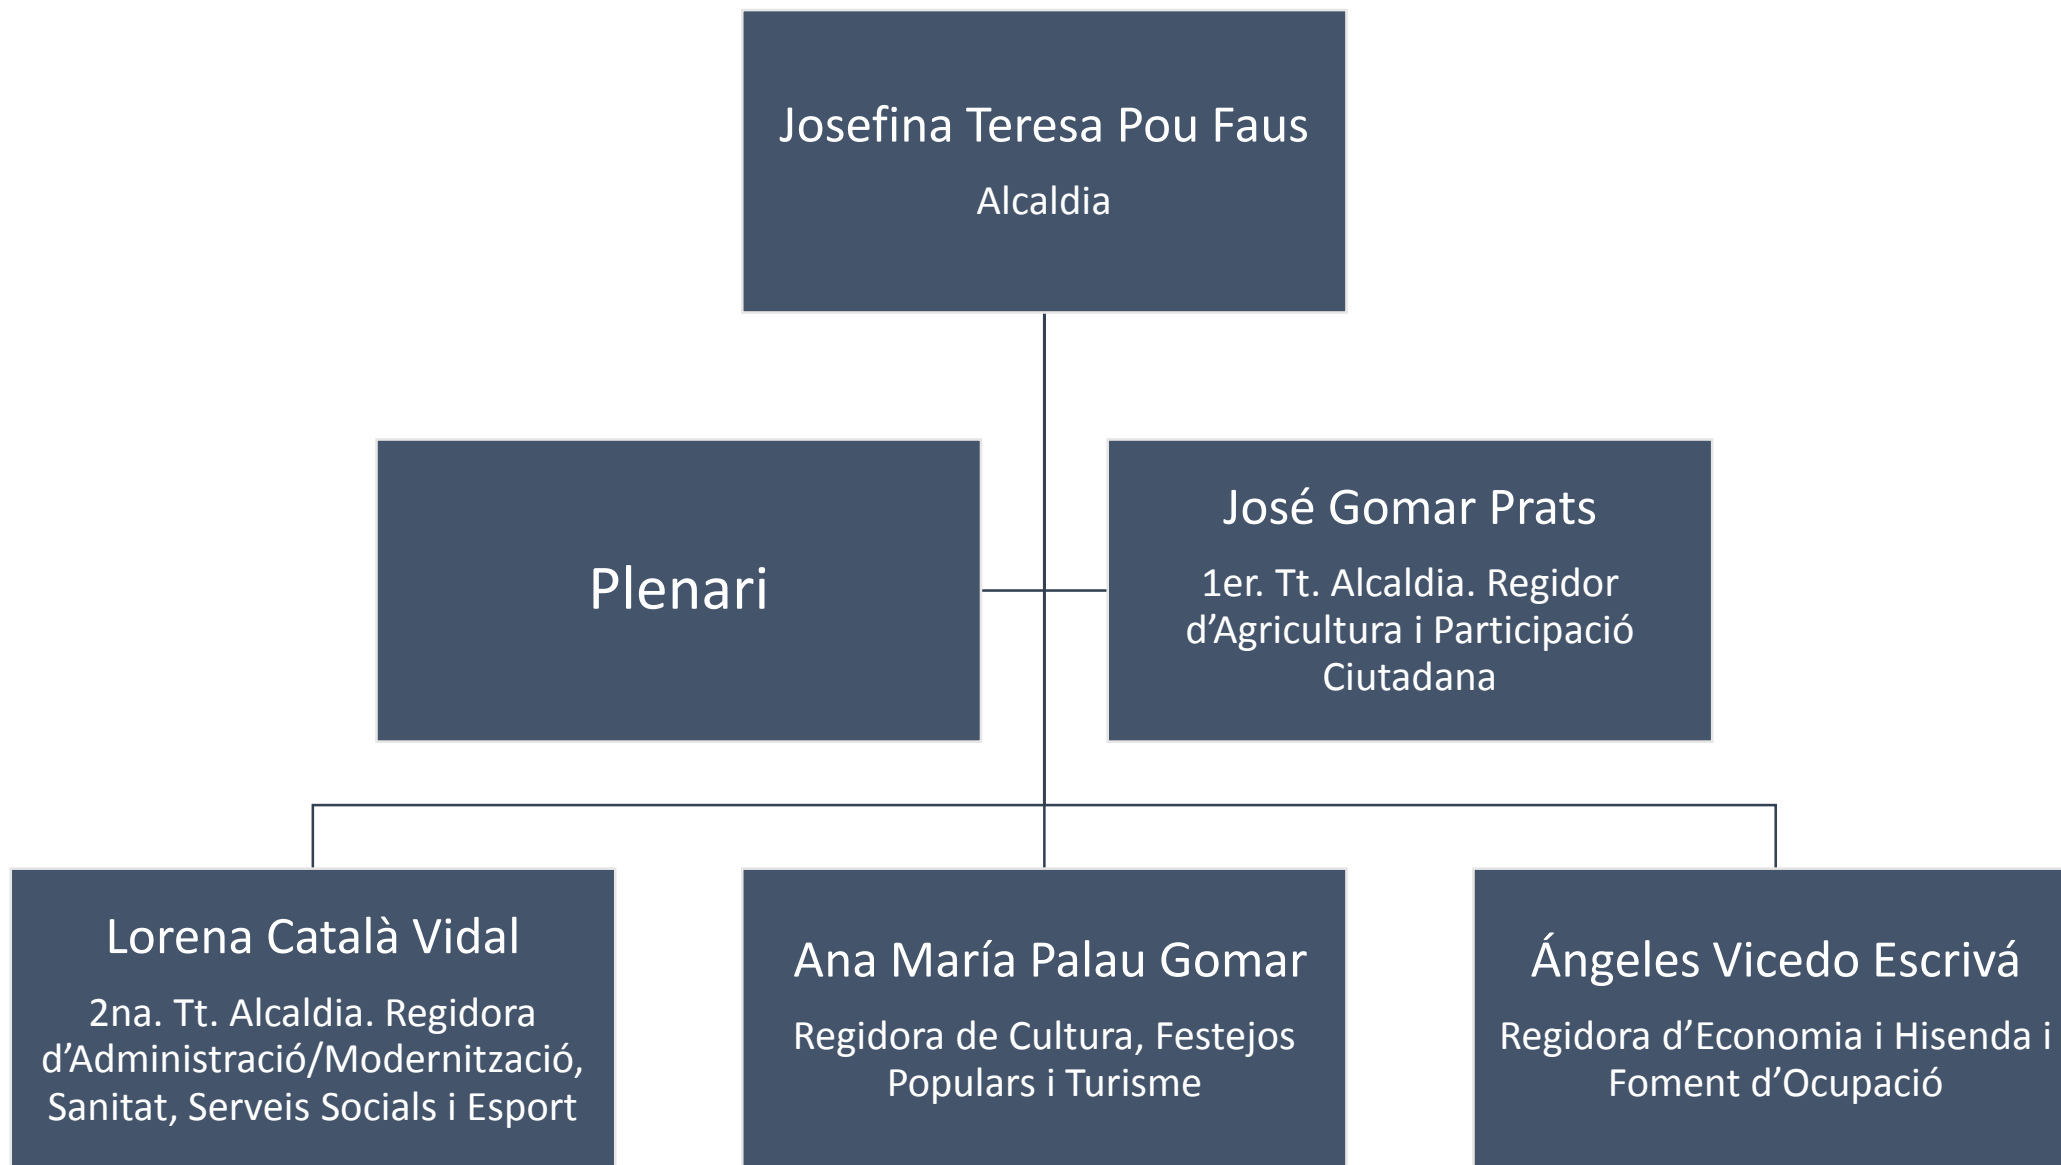 Josefina Teresa Pou Faus
Alcaldia
Plenari
José Gomar Prats
1er. Tt. Alcaldia. Regidor
d’Agricultura i Participació
Ciutadana
Lorena Català Vidal
2na. Tt. Alcaldia. Regidora
d’Administració/Modernització,
Sanitat, Serveis Socials i Esport
Ana María Palau Gomar
Regidora de Cultura, Festejos
Populars i Turisme
Ángeles Vicedo Escrivá
Regidora d’Economia i Hisenda i
Foment d’Ocupació